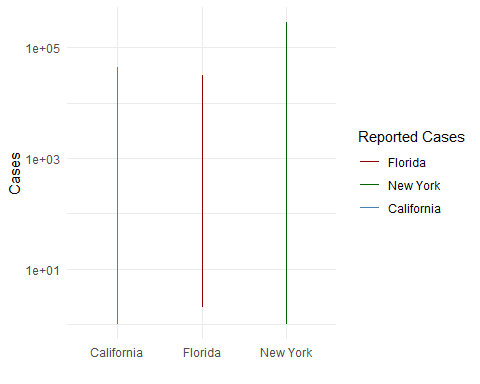 1e+05
1e+03
1e+01
Cases
California
Florida
New York
Reported Cases
Florida
New York
California